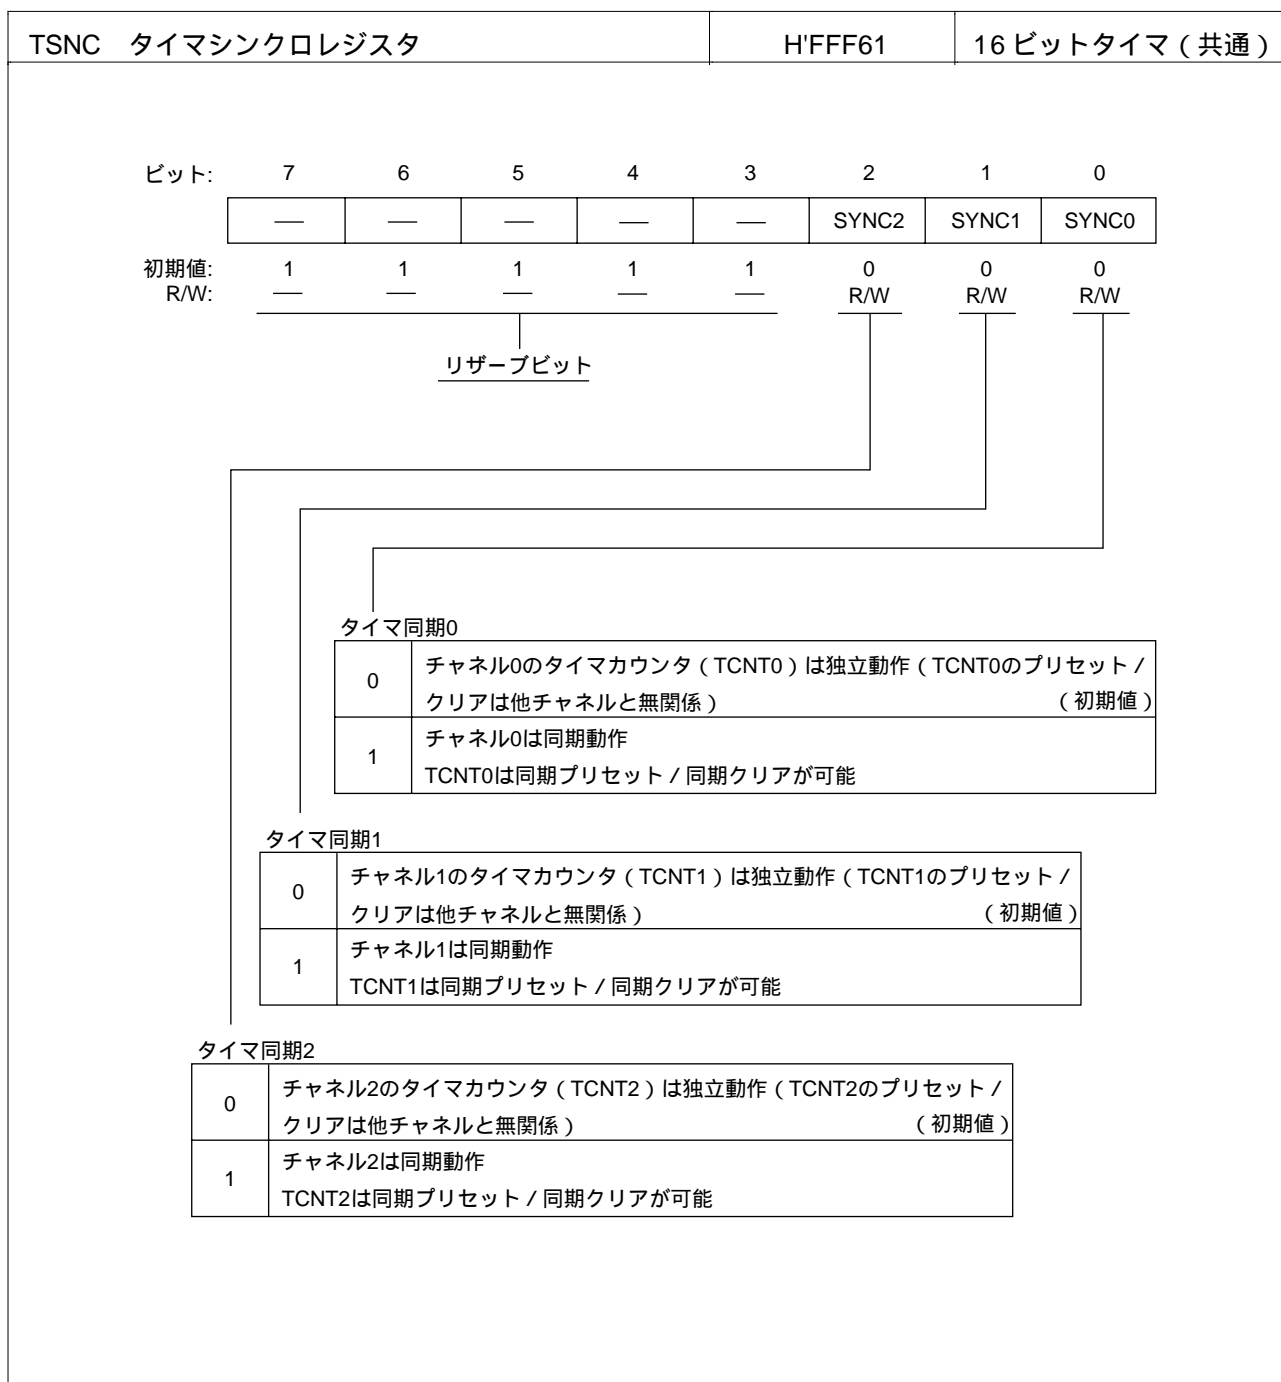 TSNC　タイマシンクロレジスタ　H'FFF61　16 ビットタイマ（共通）
ビット:　7　6　5　4　3　2　1　0
—　—　—　—　—　SYNC2　SYNC1　SYNC0
初期値:　1　1　1　1　1　0　0　0
R/W:　—　—　—　—　—　R/W　R/W　R/W
リザーブビット
タイマ同期0
0　チャネル0のタイマカウンタ（TCNT0）は独立動作（TCNT0のプリセット／
クリアは他チャネルと無関係）　（初期値）
1　チャネル0は同期動作
TCNT0は同期プリセット／同期クリアが可能
タイマ同期1
0　チャネル1のタイマカウンタ（TCNT1）は独立動作（TCNT1のプリセット／
クリアは他チャネルと無関係）　（初期値）
1　チャネル1は同期動作
TCNT1は同期プリセット／同期クリアが可能
タイマ同期2
0　チャネル2のタイマカウンタ（TCNT2）は独立動作（TCNT2のプリセット／
クリアは他チャネルと無関係）　（初期値）
1　チャネル2は同期動作
TCNT2は同期プリセット／同期クリアが可能